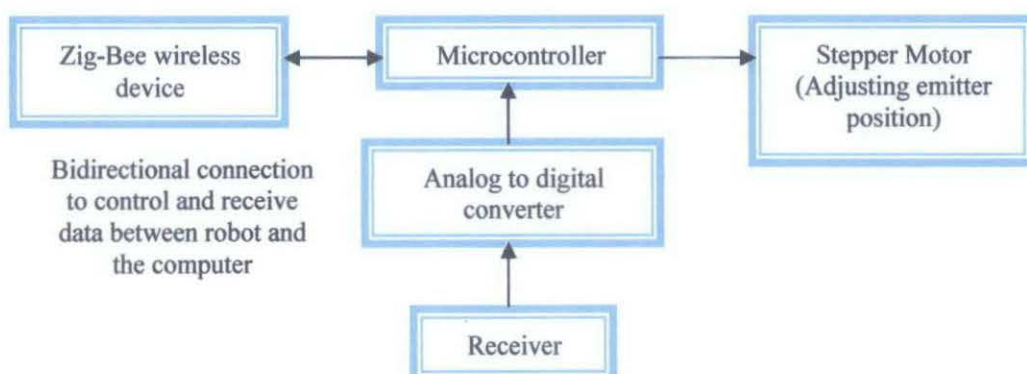 Zig-Bee wireless
device
Microcontroller
Stepper Motor
(Adjusting emitter
position)
Bidirectional connection
to control and receive
data between robot and
the computer
Analog to digital
converter
Receiver